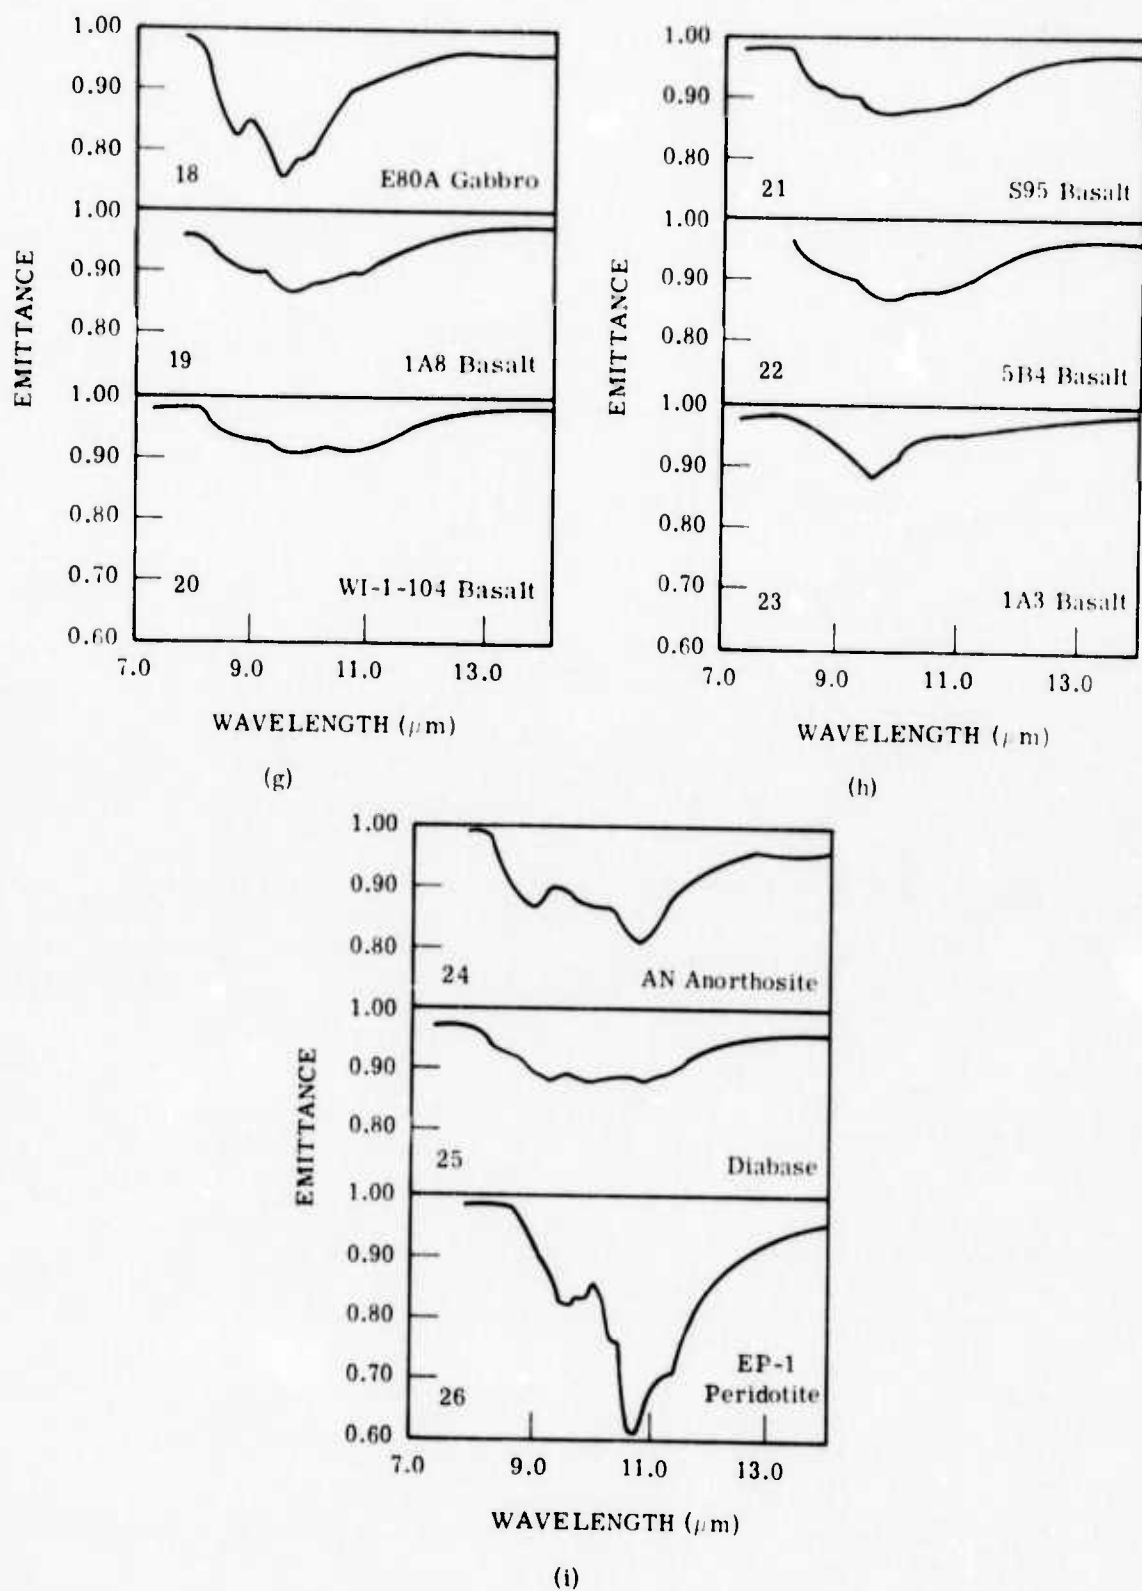 1.00
0.90
0.80
18
E80A Gabbro
1.00
0.90
0.80
19
1A8 Basalt
1.00
0.90
0.80
0.70
0.60
20
WI-1-104 Basalt
EMITTANCE
7.0 9.0 11.0 13.0
WAVELENGTH (μm)
(g)
1.00
0.90
0.80
21
S95 Basalt
1.00
0.90
0.80
22
5B4 Basalt
1.00
0.90
0.80
0.70
0.60
23
1A3 Basalt
EMITTANCE
7.0 9.0 11.0 13.0
WAVELENGTH (μm)
(h)
1.00
0.90
0.80
24
AN Anorthosite
1.00
0.90
0.80
25
Diabase
1.00
0.90
0.80
0.70
0.60
26
EP-1
Peridotite
EMITTANCE
7.0 9.0 11.0 13.0
WAVELENGTH (μm)
(i)